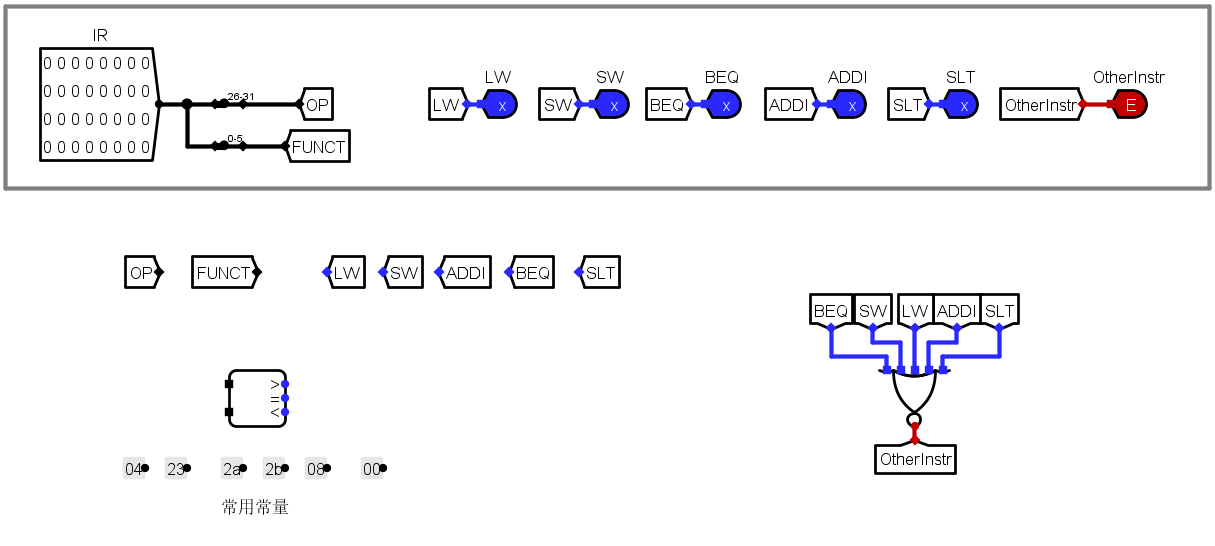 IR
0 0 0 0 0 0 0 0
0 0 0 0 0 0 0 0
0 0 0 0 0 0 0 0
0 0 0 0 0 0 0 0
26-31
OP
0-5
FUNCT
LW
LW x
SW
SW x
BEQ
BEQ x
ADDI
ADDI x
SLT
SLT x
OtherInstr
OtherInstr E
OP FUNCT LW SW ADDI BEQ SLT
BEQ SW LW ADDI SLT
OtherInstr
>
=
<
04 23 2a 2b 08 00
常用常量